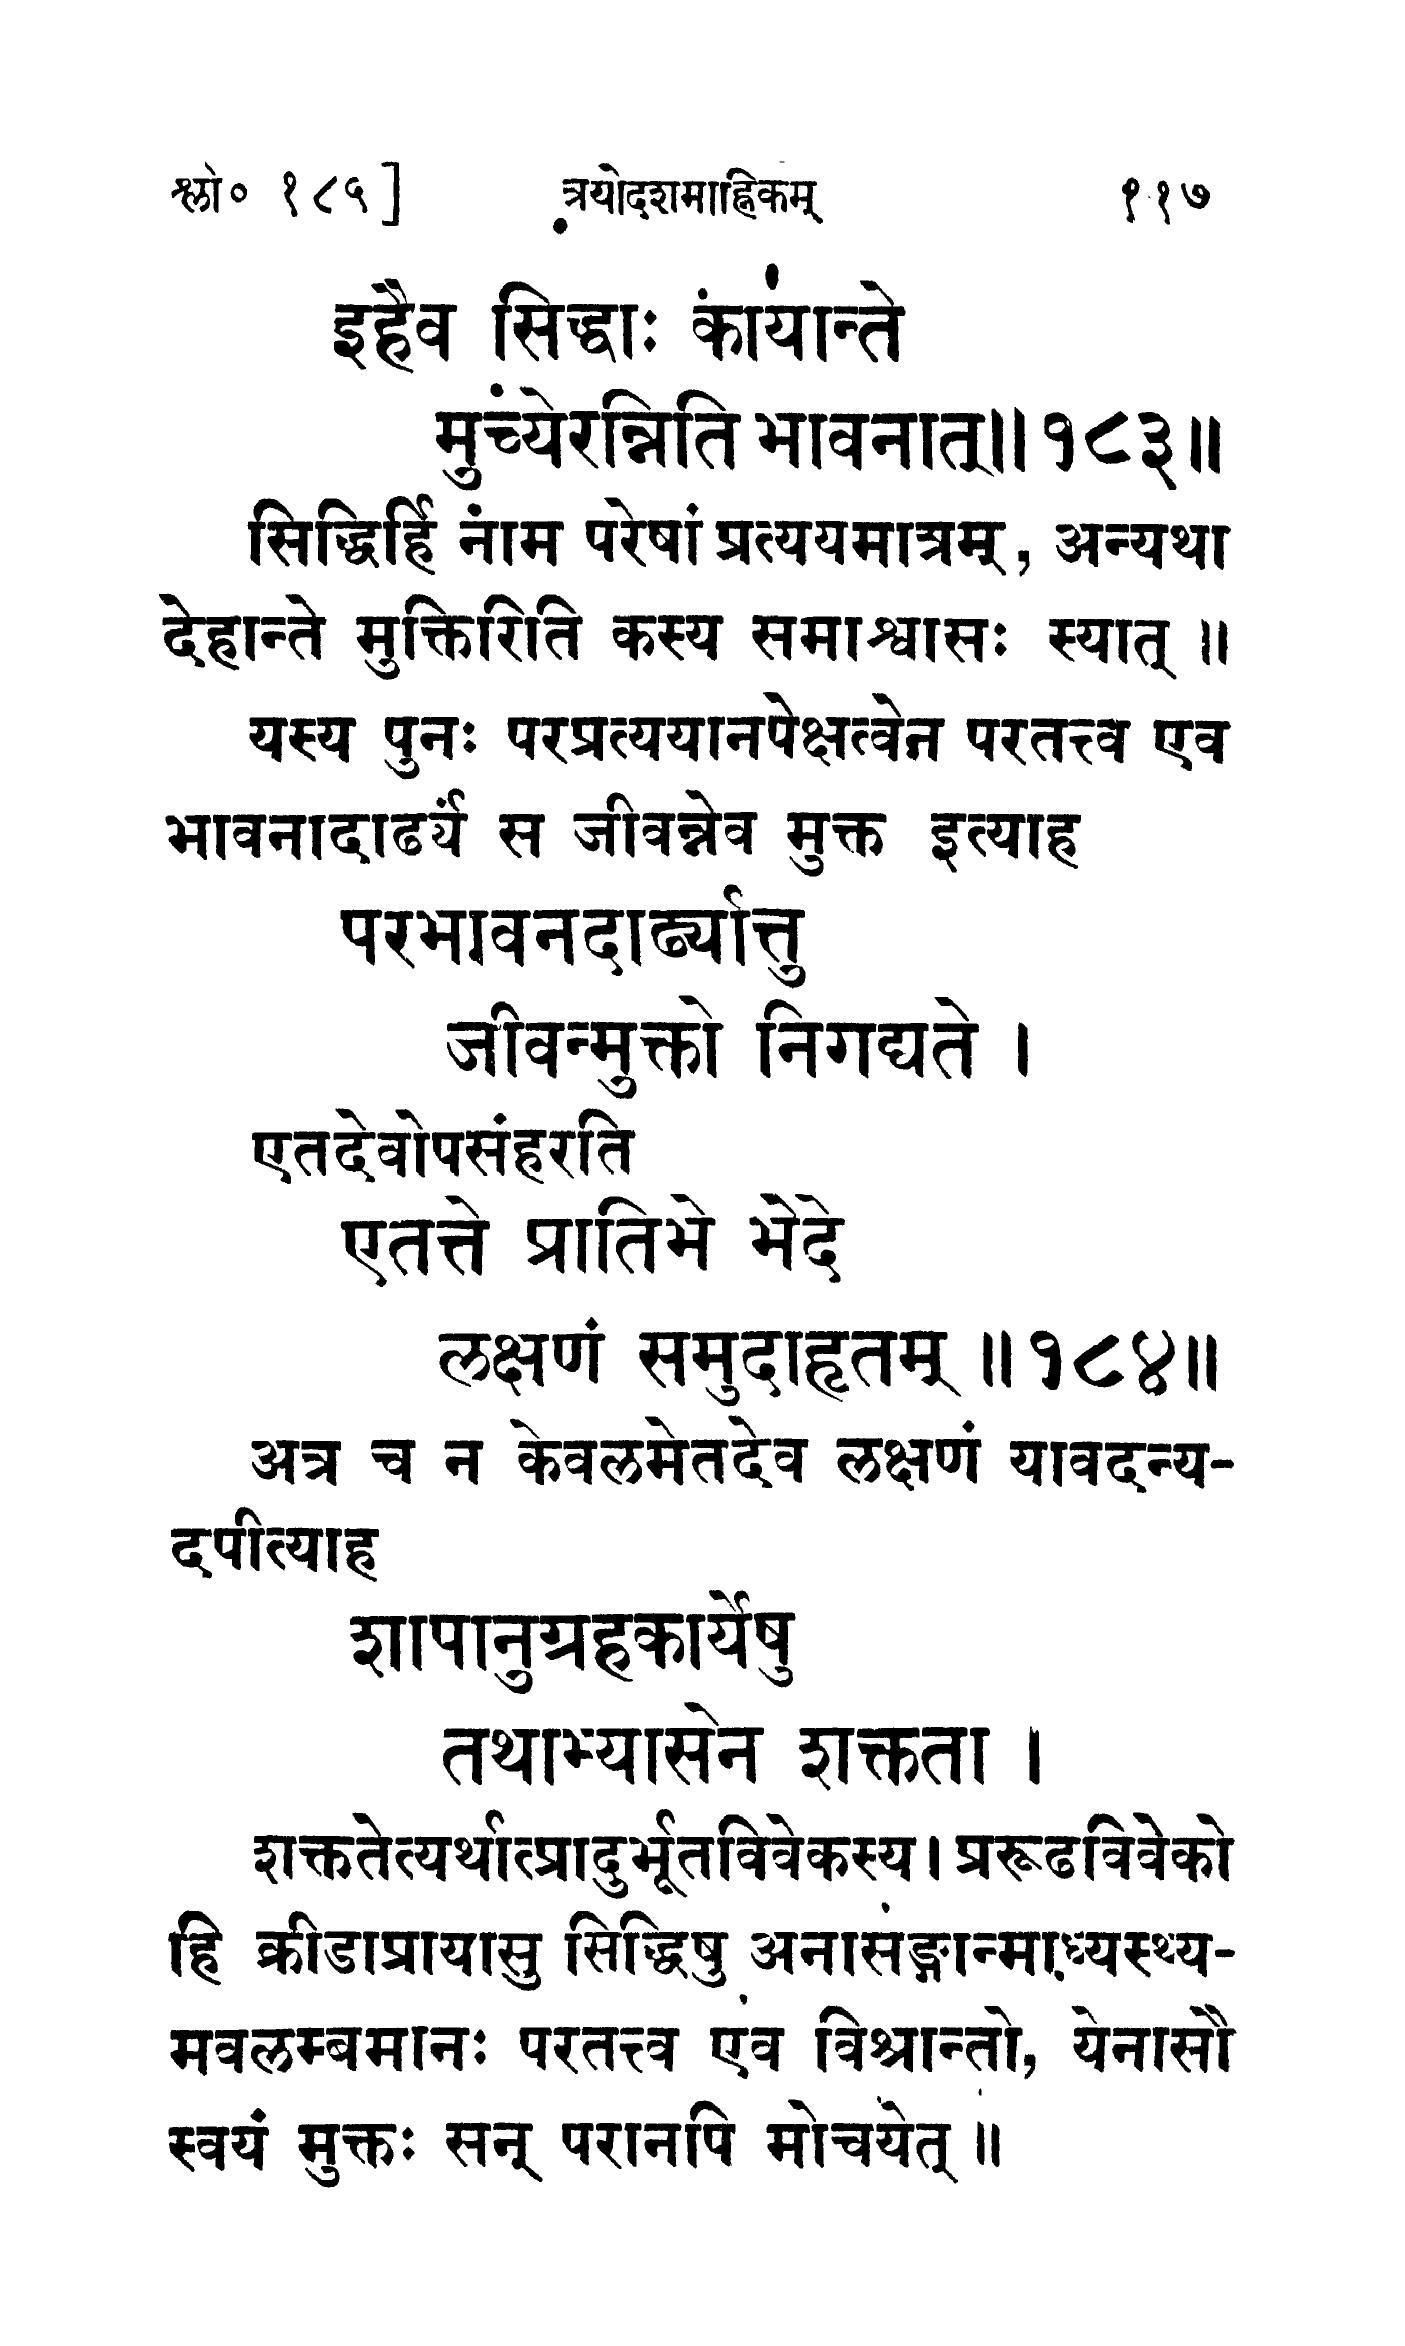 श्लो० १८५] त्रयोदशमाह्निकम् ११७
इहैव सिद्धाः कायान्ते
मुच्येरन्निति भावनात्॥१८३॥
सिद्धिर्हि नाम परेषां प्रत्ययमात्रम्, अन्यथा
देहान्ते मुक्तिरिति कस्य समाश्वासः स्यात् ॥
यस्य पुनः परप्रत्ययानपेक्षत्वेन परतत्त्व एव
भावनादार्ढ्यं स जीवन्नेव मुक्त इत्याह
परभावनदार्ढ्यात्तु
जीवन्मुक्तो निगद्यते ।
एतदेवोपसंहरति
एतत्ते प्रातिभे भेदे
लक्षणं समुदाहृतम् ॥१८४॥
अत्र च न केवलमेतदेव लक्षणं यावदन्य-
दपीत्याह
शापानुग्रहकार्येषु
तथाभ्यासेन शक्तता ।
शक्ततेत्यर्थात्प्रादुर्भूतविवेकस्य। प्ररूढविवेको
हि क्रीडाप्रायासु सिद्धिषु अनासङ्गान्माध्यस्थ्य-
मवलम्बमानः परतत्त्व एव विश्रान्तो, येनासौ
स्वयं मुक्तः सन् परानपि मोचयेत् ॥